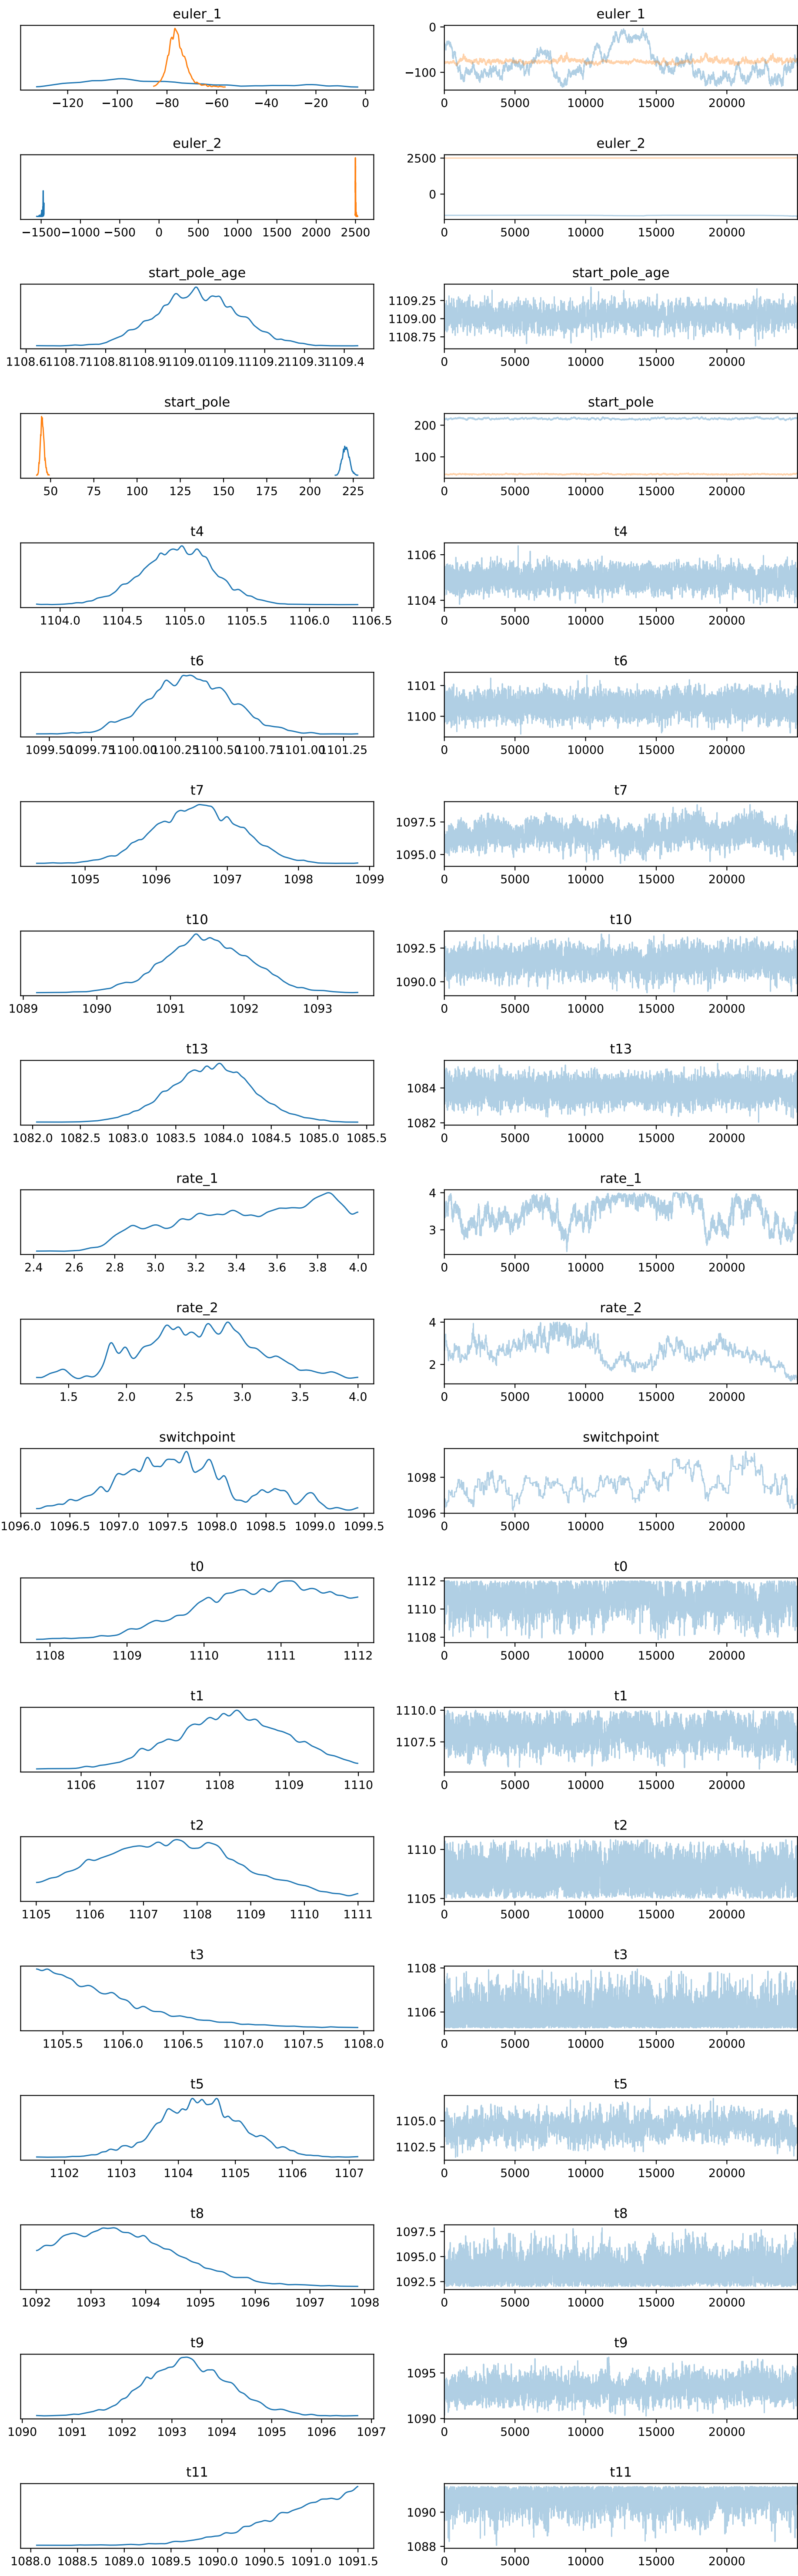 euler_1 euler_1
0
−100
−120 −100 −80 −60 −40 −20 0 0 5000 10000 15000 20000
euler_2 euler_2
2500
0
−1500 −1000 −500 0 500 1000 1500 2000 2500 0 5000 10000 15000 20000
start_pole_age start_pole_age
1109.25
1109.00
1108.75
1108.6 1108.7 1108.8 1108.9 1109.0 1109.1 1109.2 1109.3 1109.4 0 5000 10000 15000 20000
start_pole start_pole
200
100
50 75 100 125 150 175 200 225 0 5000 10000 15000 20000
t4 t4
1106
1104
1104.0 1104.5 1105.0 1105.5 1106.0 1106.5 0 5000 10000 15000 20000
t6 t6
1101
1100
1099.50 1099.75 1100.00 1100.25 1100.50 1100.75 1101.00 1101.25 0 5000 10000 15000 20000
t7 t7
1097.5
1095.0
1095 1096 1097 1098 1099 0 5000 10000 15000 20000
t10 t10
1092.5
1090.0
1089 1090 1091 1092 1093 0 5000 10000 15000 20000
t13 t13
1084
1082
1082.0 1082.5 1083.0 1083.5 1084.0 1084.5 1085.0 1085.5 0 5000 10000 15000 20000
rate_1 rate_1
4
3
2.4 2.6 2.8 3.0 3.2 3.4 3.6 3.8 4.0 0 5000 10000 15000 20000
rate_2 rate_2
4
2
1.5 2.0 2.5 3.0 3.5 4.0 0 5000 10000 15000 20000
switchpoint switchpoint
1098
1096
1096.0 1096.5 1097.0 1097.5 1098.0 1098.5 1099.0 1099.5 0 5000 10000 15000 20000
t0 t0
1112
1110
1108
1108 1109 1110 1111 1112 0 5000 10000 15000 20000
t1 t1
1110.0
1107.5
1106 1107 1108 1109 1110 0 5000 10000 15000 20000
t2 t2
1110
1105
1105 1106 1107 1108 1109 1110 1111 0 5000 10000 15000 20000
t3 t3
1108
1106
1105.5 1106.0 1106.5 1107.0 1107.5 1108.0 0 5000 10000 15000 20000
t5 t5
1105.0
1102.5
1102 1103 1104 1105 1106 1107 0 5000 10000 15000 20000
t8 t8
1097.5
1095.0
1092.5
1092 1093 1094 1095 1096 1097 1098 0 5000 10000 15000 20000
t9 t9
1095
1090
1090 1091 1092 1093 1094 1095 1096 1097 0 5000 10000 15000 20000
t11 t11
1090
1088
1088.0 1088.5 1089.0 1089.5 1090.0 1090.5 1091.0 1091.5 0 5000 10000 15000 20000